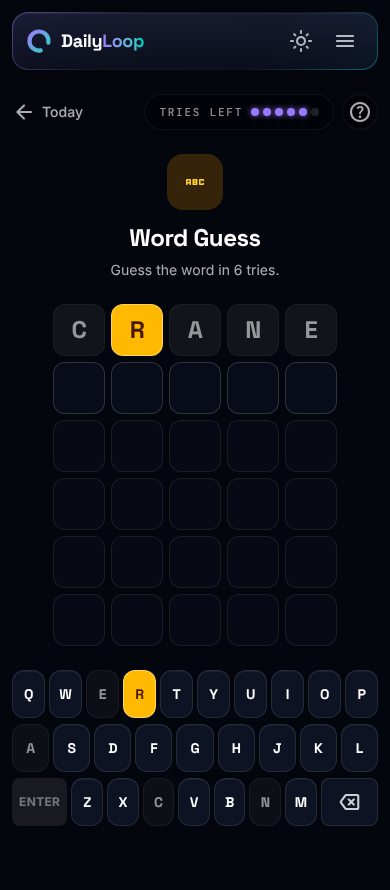 DailyLoop
Today TRIES LEFT
ABC
Word Guess
Guess the word in 6 tries.
C R A N E
Q W E R T Y U I O P
A S D F G H J K L
ENTER Z X C V B N M